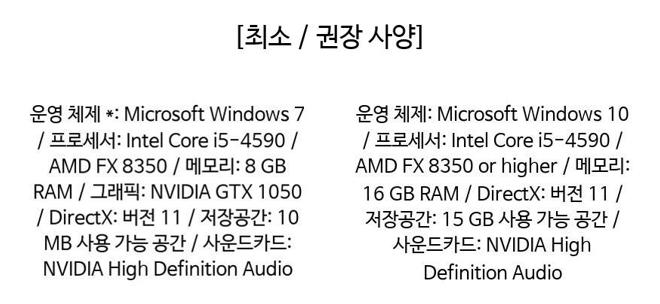 [최소 / 권장 사양]
운영 체제 *: Microsoft Windows 7
/ 프로세서: Intel Core i5-4590 /
AMD FX 8350 / 메모리: 8 GB
RAM / 그래픽: NVIDIA GTX 1050
/ DirectX: 버전 11 / 저장공간: 10
MB 사용 가능 공간 / 사운드카드:
NVIDIA High Definition Audio
운영 체제: Microsoft Windows 10
/ 프로세서: Intel Core i5-4590 /
AMD FX 8350 or higher / 메모리:
16 GB RAM / DirectX: 버전 11 /
저장공간: 15 GB 사용 가능 공간 /
사운드카드: NVIDIA High
Definition Audio